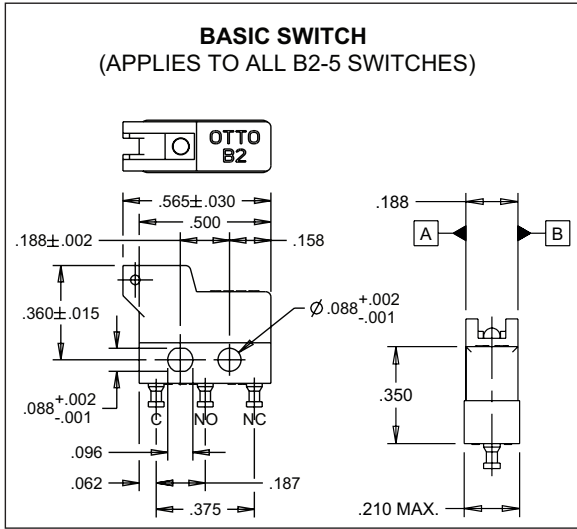 BASIC SWITCH
(APPLIES TO ALL B2-5 SWITCHES)
OTTO
B2
.565±.030
.500
.188±.002
.158
.188
A
B
.360±.015
Ø .088 +.002 -.001
.088 +.002 -.001
C
NO
NC
.350
.096
.062
.187
.375
.210 MAX.